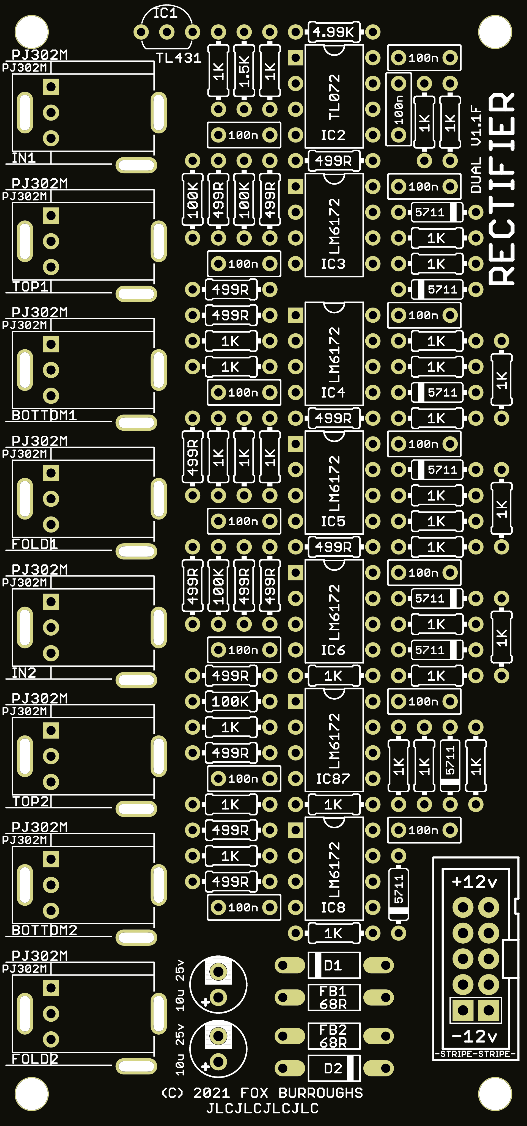 IC1
4.99K
PJ302M
PJ302M
TL431
1K
1.5K
1K
TL072
100n
100n
1K
1K
100n
IC2
IN1
499R
DUAL V1.1F
RECTIFIER
PJ302M
PJ302M
100K
499R
100K
499R
LM6172
100n
5711
1K
100n
IC3
1K
TOP1
499R
5711
PJ302M
PJ302M
499R
LM6172
100n
1K
1K
1K
1K
100n
IC4
5711
BOTTOM1
499R
1K
PJ302M
PJ302M
499R
1K
1K
1K
LM6172
100n
5711
1K
1K
100n
IC5
1K
FOLD1
499R
1K
PJ302M
PJ302M
499R
100K
499R
499R
LM6172
100n
5711
1K
1K
100n
IC6
5711
IN2
499R
1K
1K
PJ302M
PJ302M
100K
LM6172
100n
1K
499R
1K
1K
5711
1K
100n
IC87
TOP2
1K
1K
PJ302M
PJ302M
499R
LM6172
100n
1K
499R
5711
+12v
100n
IC8
BOTTOM2
1K
PJ302M
PJ302M
10u 25v
+
D1
FB1
68R
10u 25v
+
FB2
68R
-12v
-STRIPE-STRIPE-
FOLD2
D2
(C) 2021 FOX BURROUGHS
JLCJLCJLCJLC